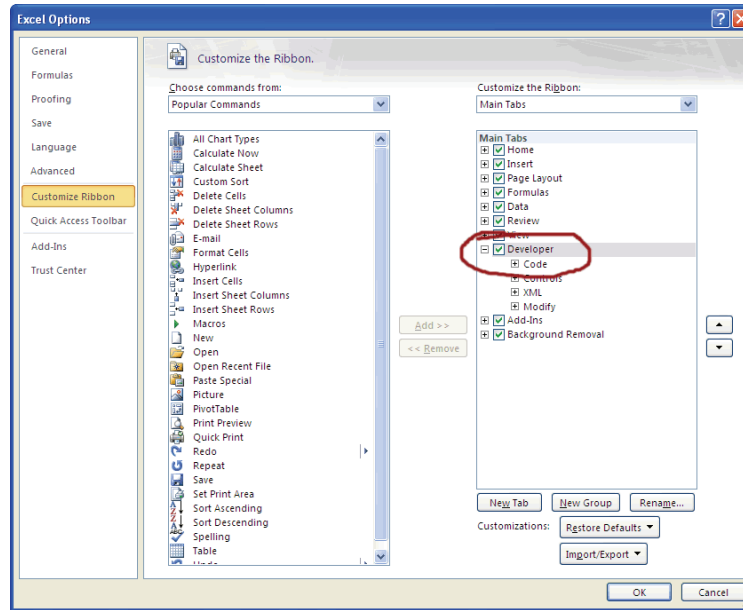 Excel Options
General
Formulas
Proofing
Save
Language
Advanced
Customize Ribbon
Quick Access Toolbar
Add-Ins
Trust Center
Customize the Ribbon.
Choose commands from:
Popular Commands
All Chart Types
Calculate Now
Calculate Sheet
Custom Sort
Delete Cells
Delete Sheet Columns
Delete Sheet Rows
E-mail
Format Cells
Hyperlink
Insert Cells
Insert Sheet Columns
Insert Sheet Rows
Macros
New
Open
Open Recent File
Paste Special
Picture
PivotTable
Print Preview
Quick Print
Redo
Repeat
Save
Set Print Area
Sort Ascending
Sort Descending
Spelling
Table
Undo
Add >>
<< Remove
Customize the Ribbon:
Main Tabs
Main Tabs
Home
Insert
Page Layout
Formulas
Data
Review
View
Developer
Code
Controls
XML
Modify
Add-Ins
Background Removal
New Tab
New Group
Rename...
Customizations:
Restore Defaults
Import/Export
OK
Cancel